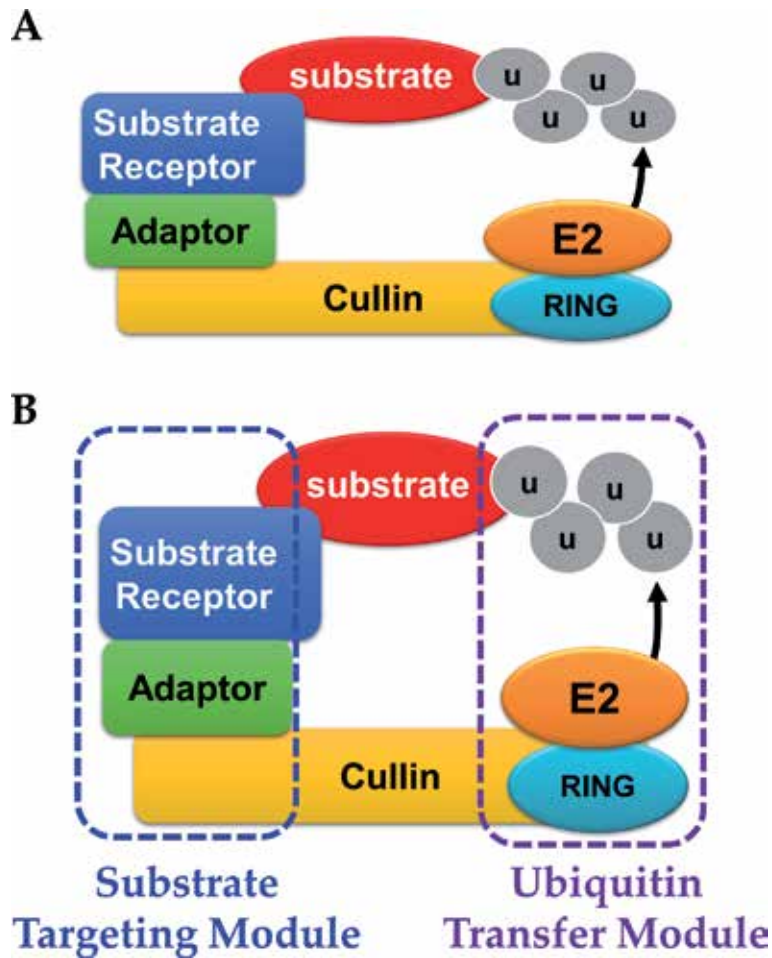 A
substrate
u u u u
Substrate
Receptor
Adaptor
E2
Cullin
RING
B
substrate
u u u u
Substrate
Receptor
Adaptor
E2
Cullin
RING
Substrate
Targeting Module
Ubiquitin
Transfer Module